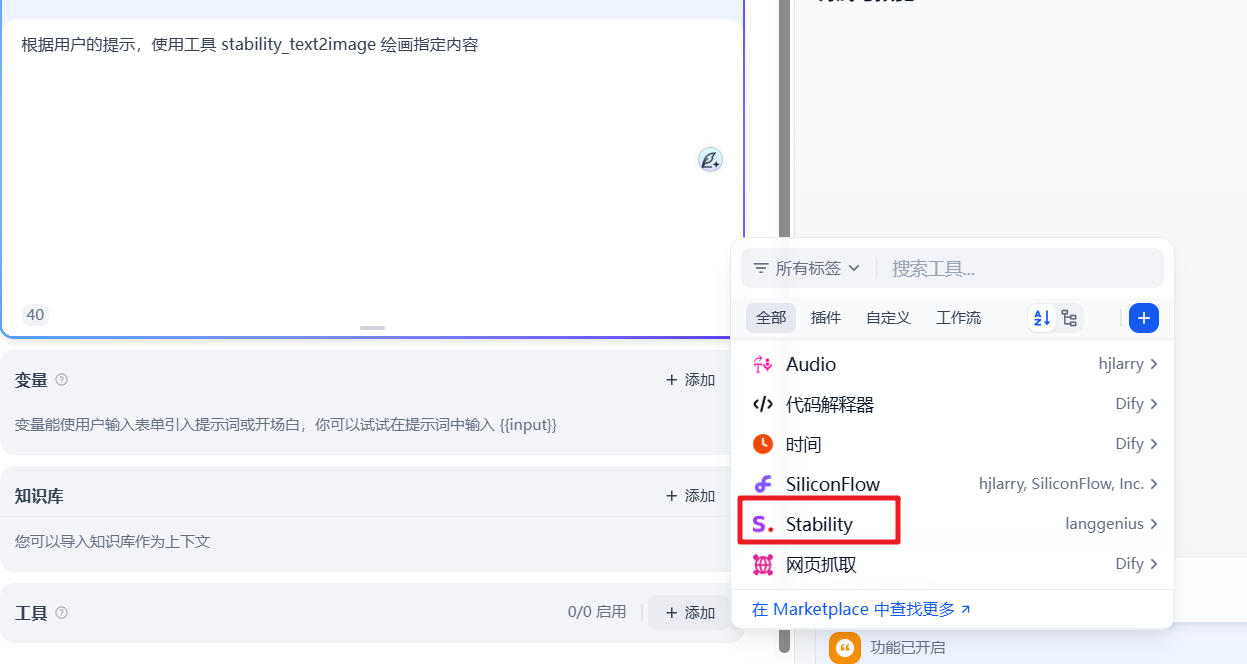 根据用户的提示，使用工具 stability_text2image 绘画指定内容
40
变量
+ 添加
变量能使用户输入表单引入提示词或开场白，你可以试试在提示词中输入 {{input}}
知识库
+ 添加
您可以导入知识库作为上下文
工具
0/0 启用
+ 添加
所有标签
搜索工具...
全部 插件 自定义 工作流
Audio hjlarry
代码解释器 Dify
时间 Dify
SiliconFlow hjlarry, SiliconFlow, Inc.
Stability langgenius
网页抓取 Dify
在 Marketplace 中查找更多
功能已开启